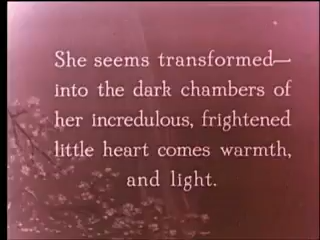 She seems transformed—
into the dark chambers of
her incredulous, frightened
little heart comes warmth,
and light.